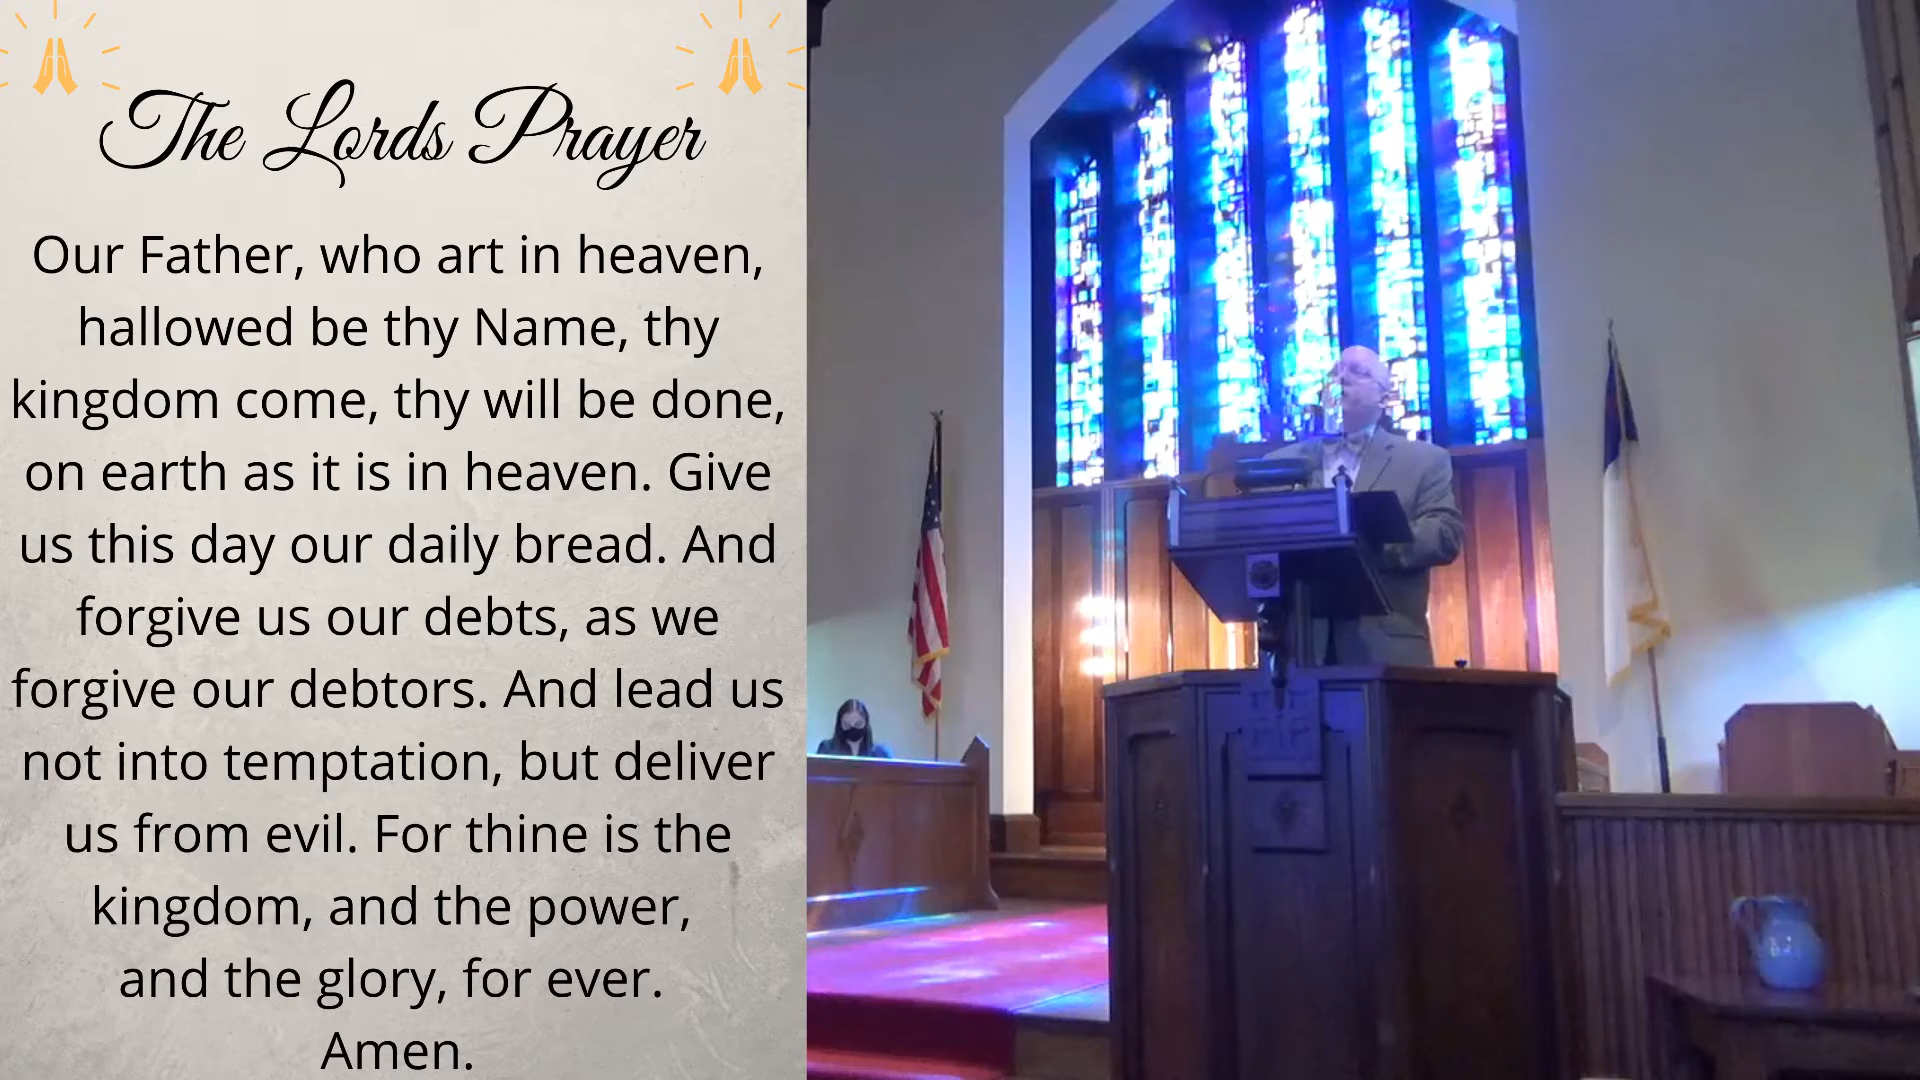 The Lords Prayer
Our Father, who art in heaven,
hallowed be thy Name, thy
kingdom come, thy will be done,
on earth as it is in heaven. Give
us this day our daily bread. And
forgive us our debts, as we
forgive our debtors. And lead us
not into temptation, but deliver
us from evil. For thine is the
kingdom, and the power,
and the glory, for ever.
Amen.